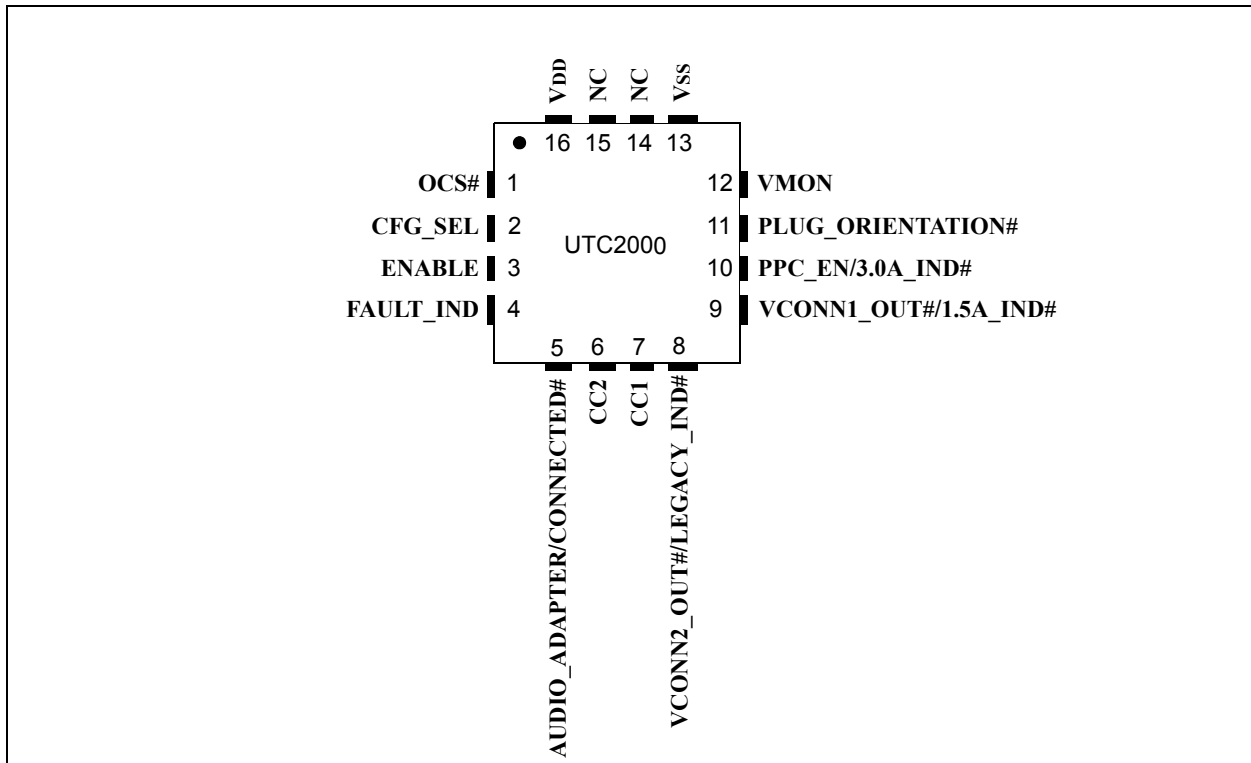 VDD NC NC VSS
16 15 14 13
OCS# 1 12 VMON
CFG_SEL 2 11 PLUG_ORIENTATION#
UTC2000
ENABLE 3 10 PPC_EN/3.0A_IND#
FAULT_IND 4 9 VCONN1_OUT#/1.5A_IND#
5 6 7 8
AUDIO_ADAPTER/CONNECTED#
CC2
CC1
VCONN2_OUT#/LEGACY_IND#